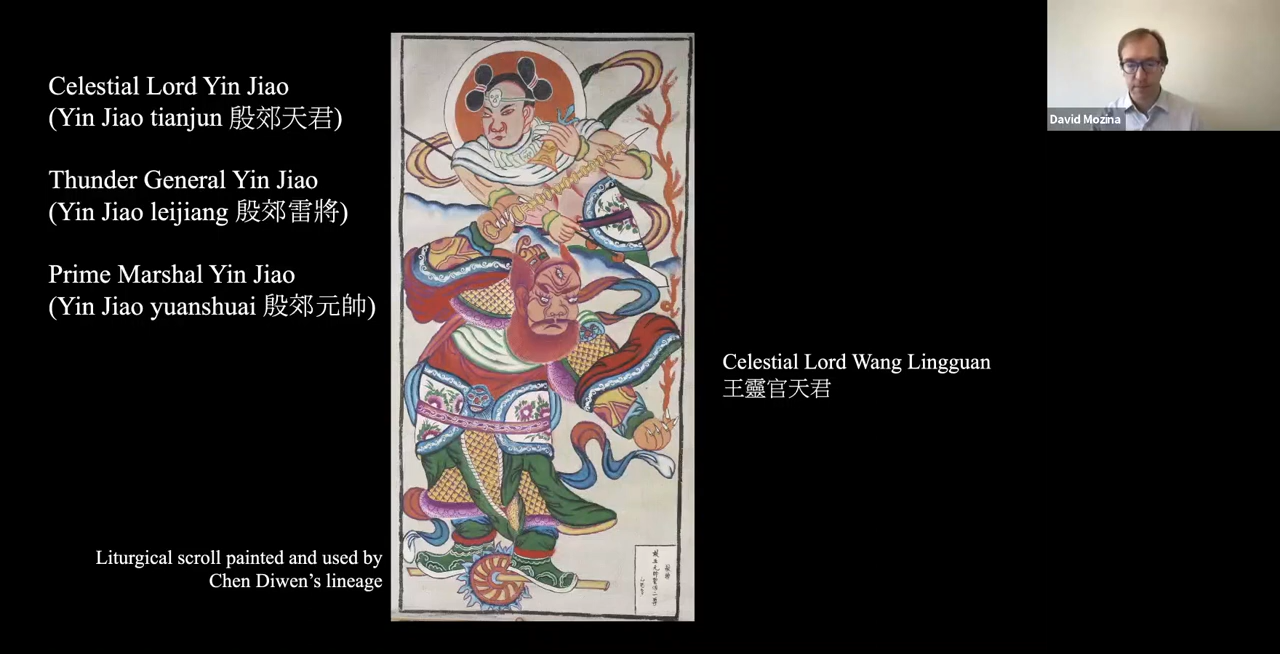 Celestial Lord Yin Jiao
(Yin Jiao tianjun 殷郊天君)
Thunder General Yin Jiao
(Yin Jiao leijiang 殷郊雷將)
Prime Marshal Yin Jiao
(Yin Jiao yuanshuai 殷郊元帥)
Celestial Lord Wang Lingguan
王靈官天君
Liturgical scroll painted and used by
Chen Diwen’s lineage
David Mozina